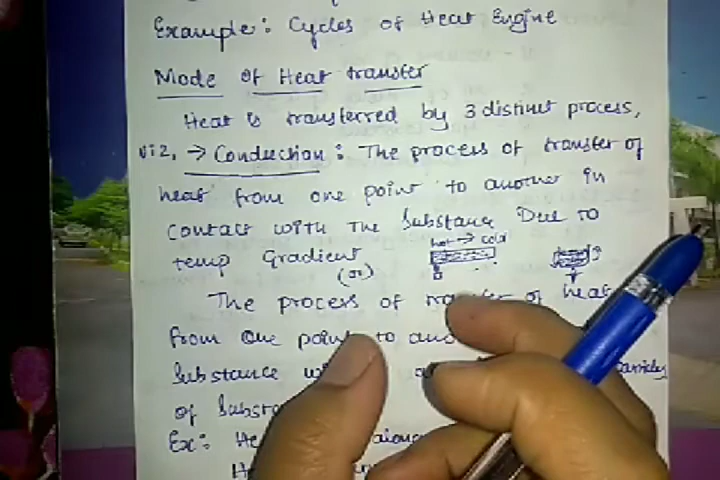 Example: Cycles of Heat Engine
Mode of Heat transfer
Heat is transferred by 3 distinct process,
viz, → Conduction: The process of transfer of
heat from one point to another in
contact with the Substance Due to
temp Gradient
hot → cold
(or)
The process of transfer of heat
from one point to
Substance
of
Ex: